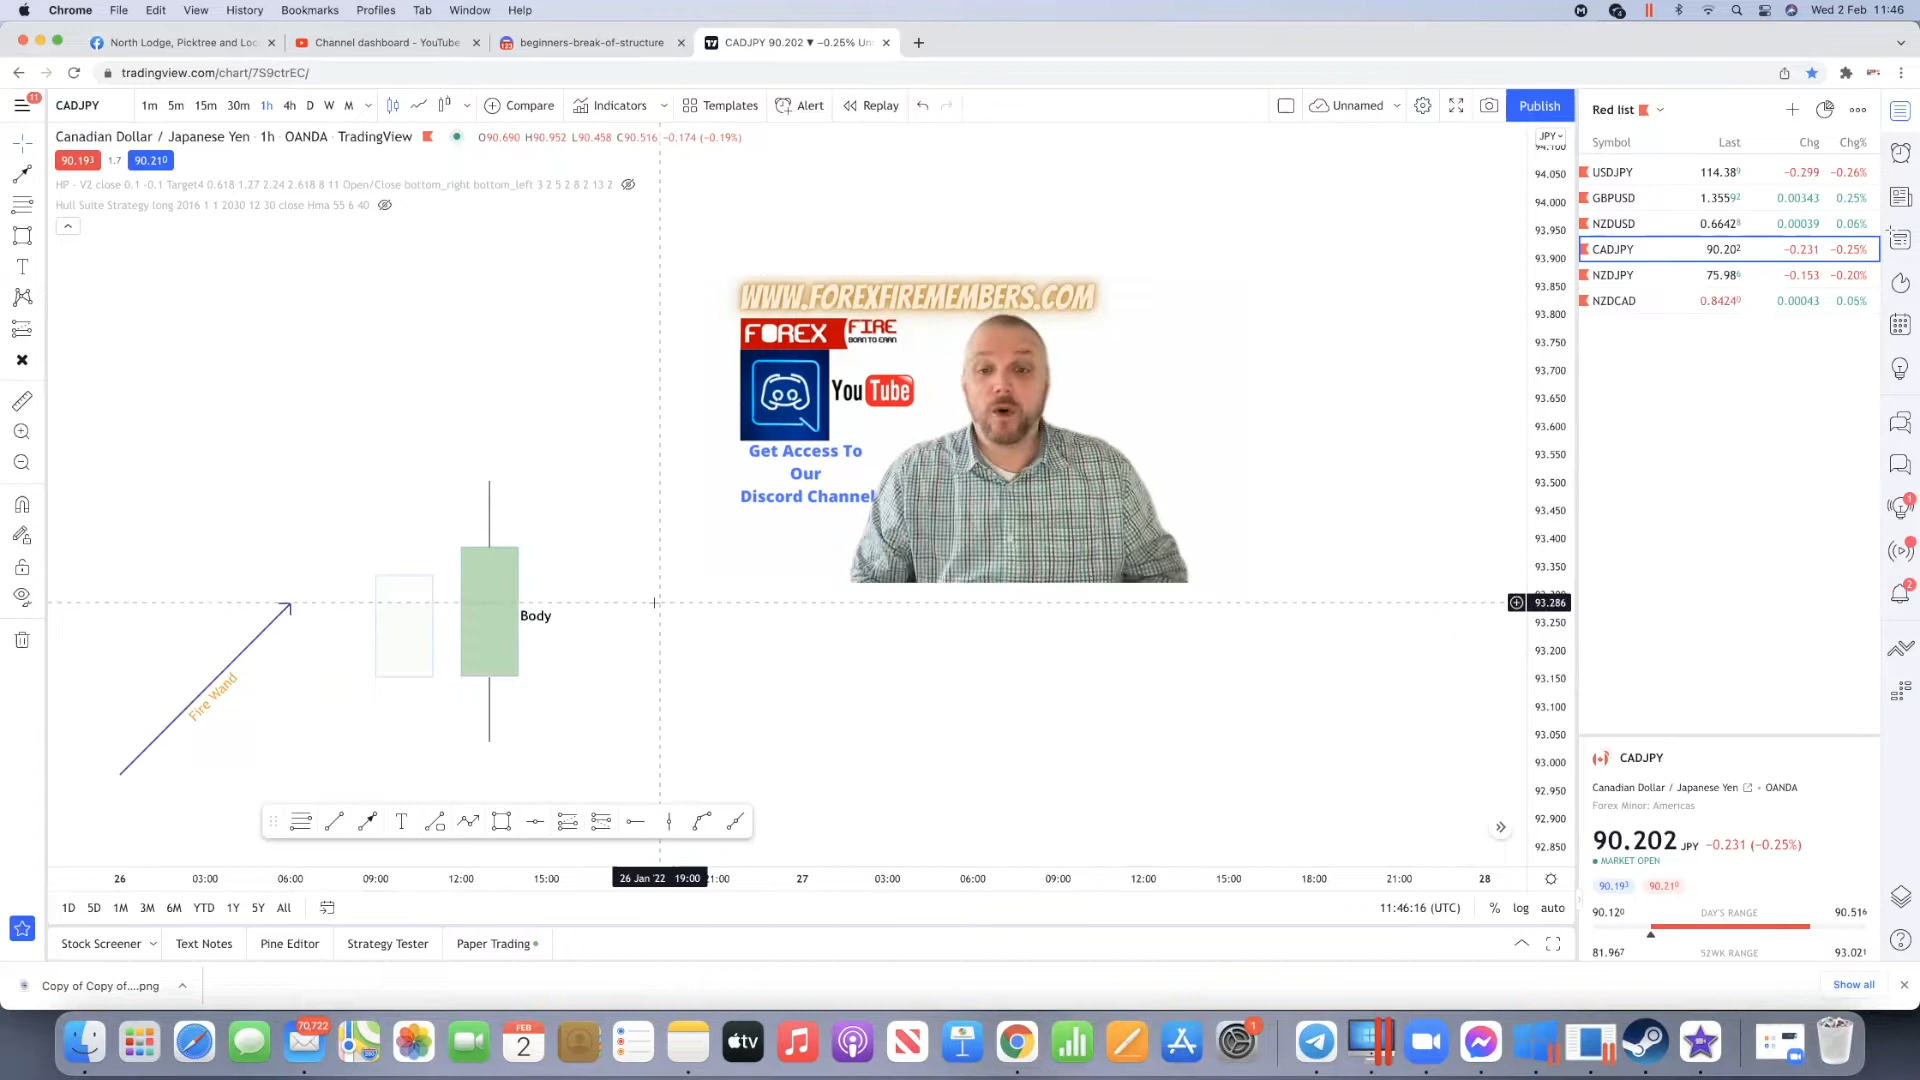 Chrome File Edit View History Bookmarks Profiles Tab Window Help
Wed 2 Feb 11:46
North Lodge, Picktree and Loc
Channel dashboard - YouTube
beginners-break-of-structure
CADJPY 90.202 ▼ −0.25% Un
tradingview.com/chart/7S9ctrEC/
11
CADJPY 1m 5m 15m 30m 1h 4h D W M Compare Indicators Templates Alert Replay
Unnamed Publish
Canadian Dollar / Japanese Yen · 1h · OANDA · TradingView
O90.690 H90.952 L90.458 C90.516 −0.174 (−0.19%)
90.193 1.7 90.210
HP - V2 close 0.1 -0.1 Target4 0.618 1.27 2.24 2.618 8 11 Open/Close bottom_right bottom_left 3 2 5 2 8 2 13 2
Hull Suite Strategy long 2016 1 1 2030 12 30 close Hma 55 6 40
WWW.FOREXFIREMEMBERS.COM
FOREX FIRE
BORN TO EARN
YouTube
Get Access To
Our
Discord Channel
Body
Fire Wand
JPY
94.100
94.050
94.000
93.950
93.900
93.850
93.800
93.750
93.700
93.650
93.600
93.550
93.500
93.450
93.400
93.350
93.286
93.250
93.200
93.150
93.100
93.050
93.000
92.950
92.900
92.850
26 03:00 06:00 09:00 12:00 15:00 26 Jan '22 19:00 21:00 27 03:00 06:00 09:00 12:00 15:00 18:00 21:00 28
1D 5D 1M 3M 6M YTD 1Y 5Y All
11:46:16 (UTC) % log auto
Stock Screener Text Notes Pine Editor Strategy Tester Paper Trading
Red list
Symbol Last Chg Chg%
USDJPY 114.389 −0.299 −0.26%
GBPUSD 1.35592 0.00343 0.25%
NZDUSD 0.66428 0.00039 0.06%
CADJPY 90.202 −0.231 −0.25%
NZDJPY 75.986 −0.153 −0.20%
NZDCAD 0.84240 0.00043 0.05%
CADJPY
Canadian Dollar / Japanese Yen • OANDA
Forex Minor: Americas
90.202 JPY −0.231 (−0.25%)
MARKET OPEN
90.193 90.210
90.120 DAY'S RANGE 90.516
81.967 52WK RANGE 93.021
1
2
Copy of Copy of....png
Show all
70,722
FEB
2
tv
1